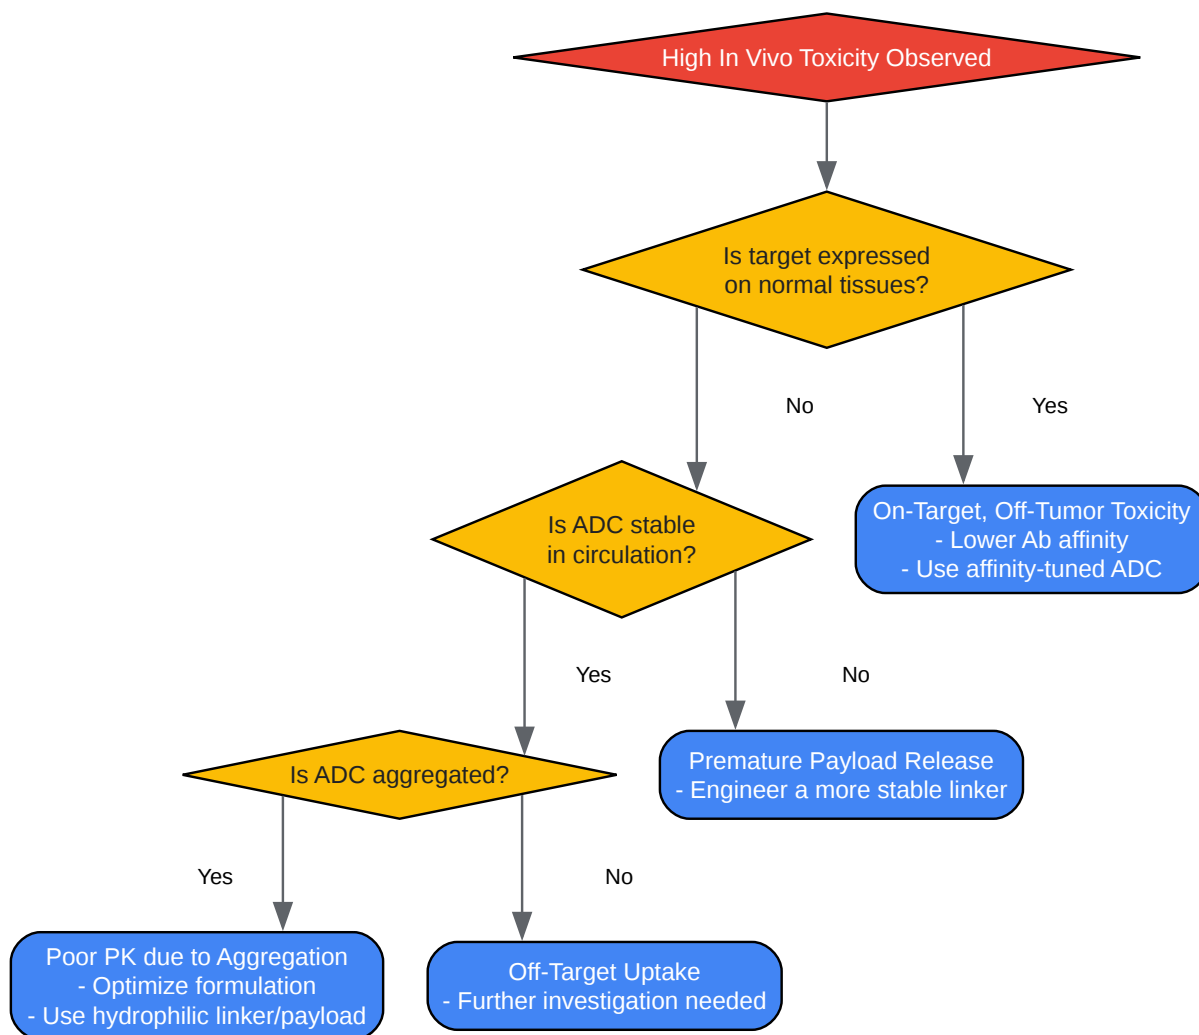 High In Vivo Toxicity Observed
Is target expressed
on normal tissues?
No
Yes
Is ADC stable
in circulation?
On-Target, Off-Tumor Toxicity
- Lower Ab affinity
- Use affinity-tuned ADC
Yes
No
Is ADC aggregated?
Premature Payload Release
- Engineer a more stable linker
Yes
No
Poor PK due to Aggregation
- Optimize formulation
- Use hydrophilic linker/payload
Off-Target Uptake
- Further investigation needed